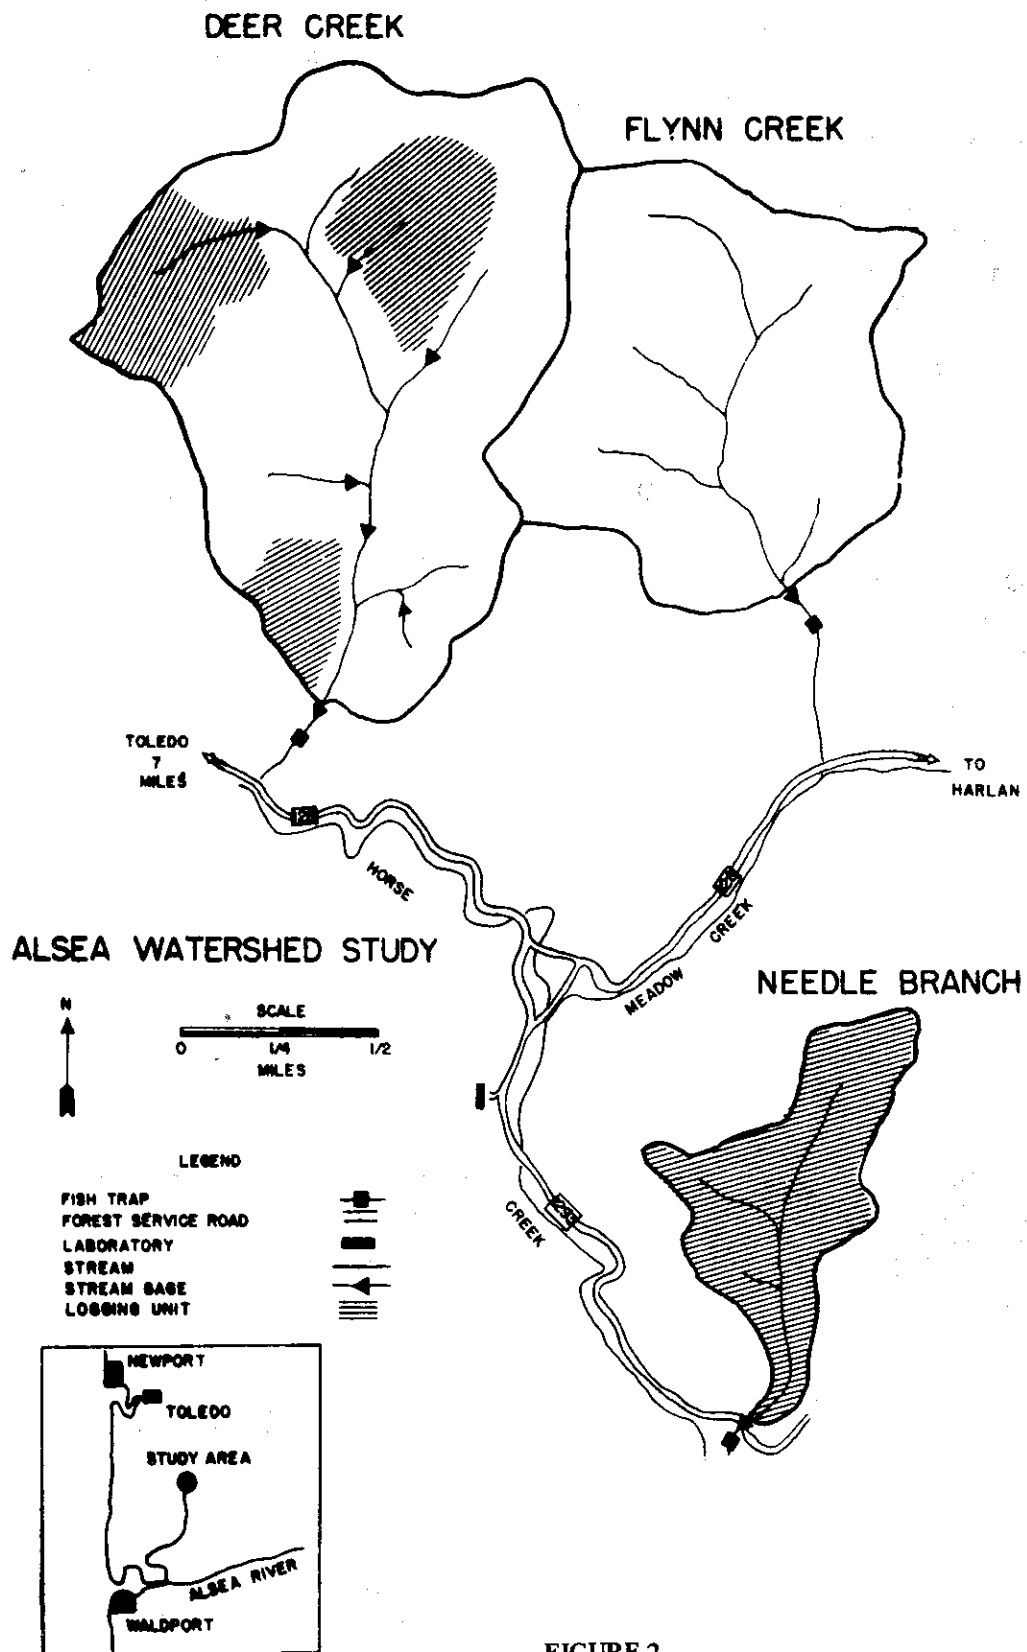 DEER CREEK
FLYNN CREEK
TOLEDO
7
MILES
TO
HARLAN
HORSE
CREEK
MEADOW
ALSEA WATERSHED STUDY
NEEDLE BRANCH
N
SCALE
0 1/4 1/2
MILES
LEGEND
FISH TRAP
FOREST SERVICE ROAD
LABORATORY
STREAM
STREAM GAGE
LOGGING UNIT
CREEK
NEWPORT
TOLEDO
STUDY AREA
ALSEA RIVER
WALDPORT
FIGURE 2